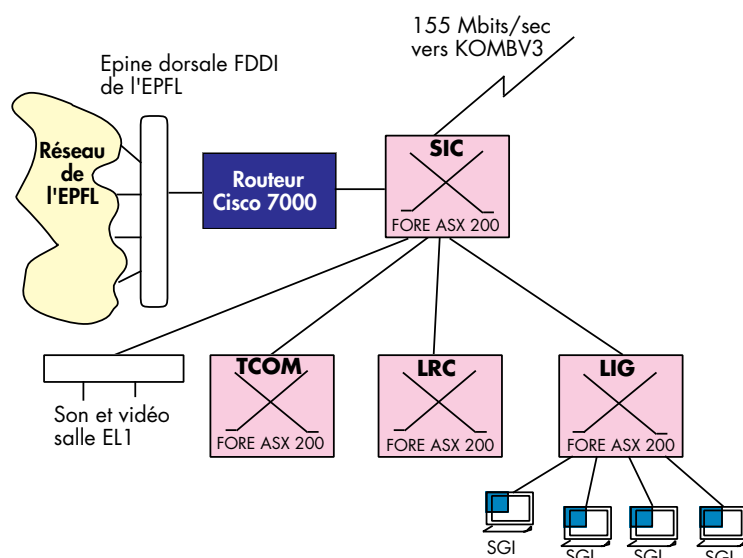 155 Mbits/sec
vers KOMBV3
Epine dorsale FDDI
de l'EPFL
Réseau
de
l'EPFL
Routeur
Cisco 7000
SIC
FORE ASX 200
Son et vidéo
salle EL1
TCOM
FORE ASX 200
LRC
FORE ASX 200
LIG
FORE ASX 200
SGI
SGI
SGI
SGI